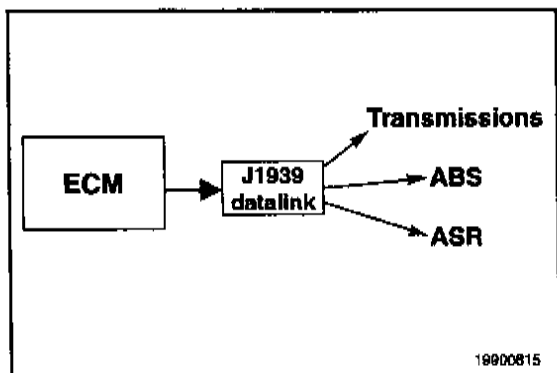 Transmissions
ECM
J1939
datalink
ABS
ASR
19900815